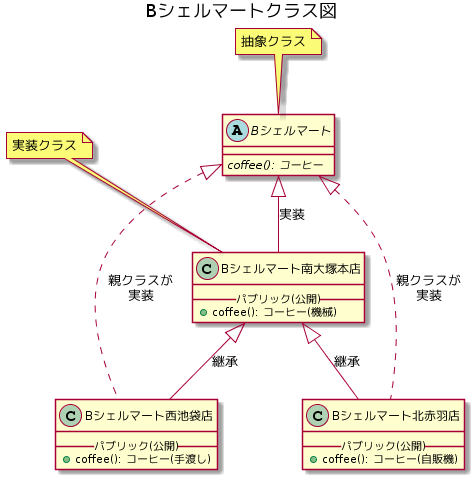 Bシェルマートクラス図
抽象クラス
A Bシェルマート
coffee(): コーヒー
実装クラス
実装
C Bシェルマート南大塚本店
パブリック(公開)
coffee(): コーヒー(機械)
親クラスが
実装
親クラスが
実装
継承
継承
C Bシェルマート西池袋店
パブリック(公開)
coffee(): コーヒー(手渡し)
C Bシェルマート北赤羽店
パブリック(公開)
coffee(): コーヒー(自販機)